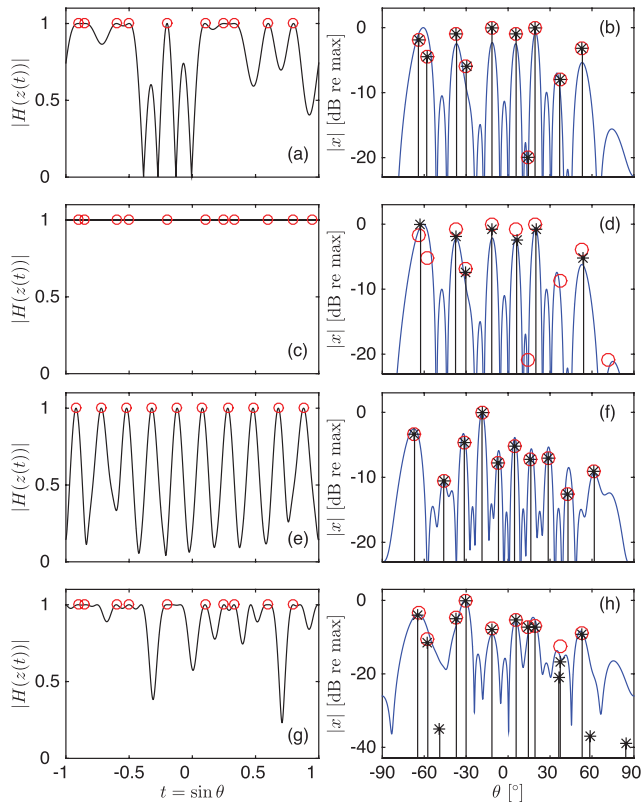 |H(z(t))|
1
0.5
0
(a)
|x| [dB re max]
0
-10
-20
(b)
|H(z(t))|
1
0.5
0
(c)
|x| [dB re max]
0
-10
-20
(d)
|H(z(t))|
1
0.5
0
(e)
|x| [dB re max]
0
-10
-20
(f)
|H(z(t))|
1
0.5
0
(g)
-1
-0.5
0
0.5
1
t = sin θ
|x| [dB re max]
0
-20
-40
(h)
-90
-60
-30
0
30
60
90
θ [°]